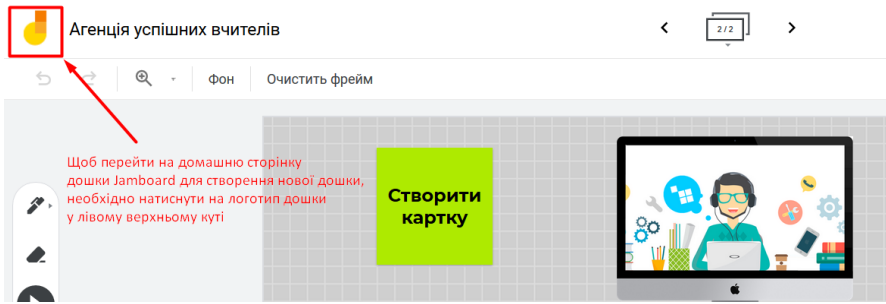 Агенція успішних вчителів
2/2
Фон
Очистить фрейм
Щоб перейти на домашню сторінку
дошки Jamboard для створення нової дошки,
необхідно натиснути на логотип дошки
у лівому верхньому куті
Створити
картку